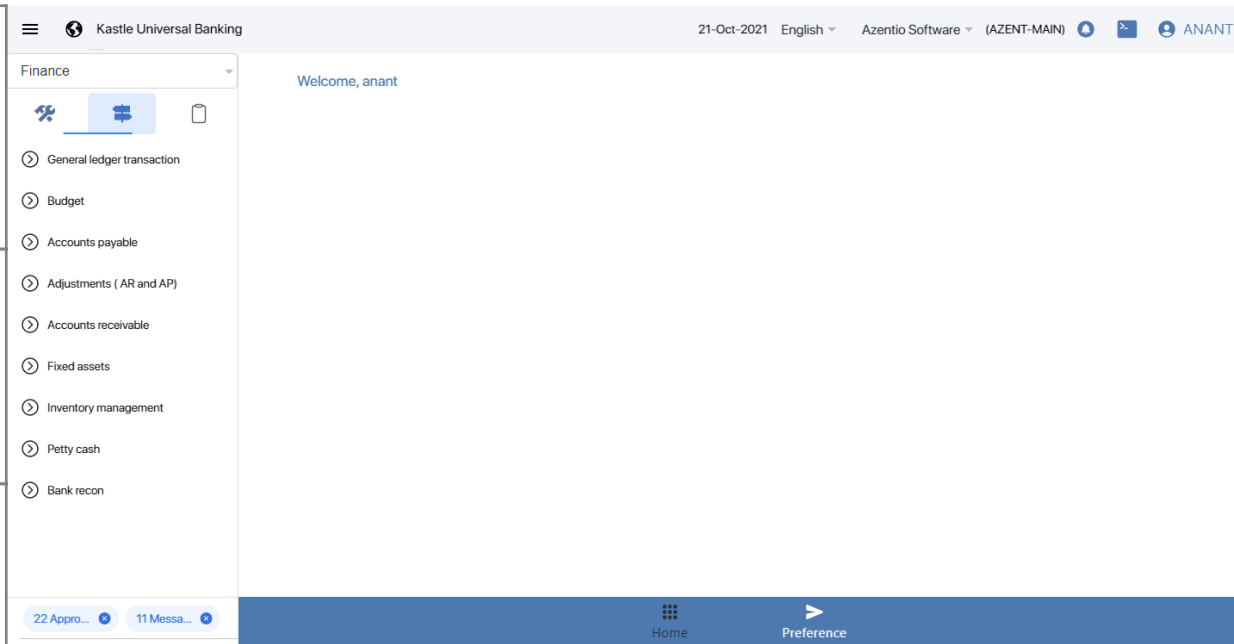 Kastle Universal Banking
21-Oct-2021 English Azentio Software (AZENT-MAIN) ANANT
Finance
Welcome, anant
General ledger transaction
Budget
Accounts payable
Adjustments ( AR and AP)
Accounts receivable
Fixed assets
Inventory management
Petty cash
Bank recon
22 Appro... 11 Messa...
Home Preference